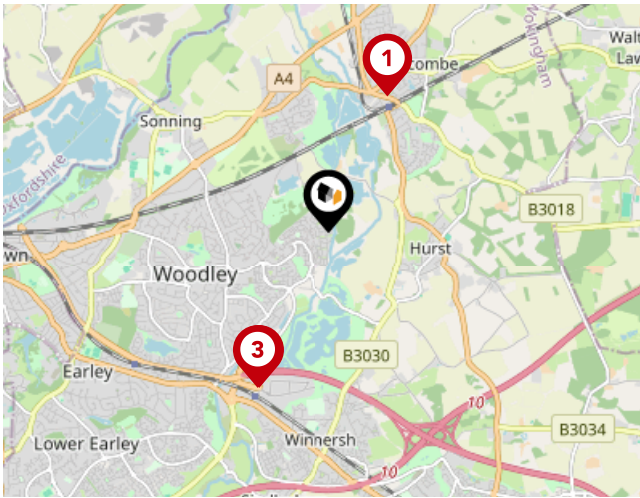 1
combe
Walt
Law
A4
Wokingham
Sonning
Oxfordshire
B3018
Hurst
wn
Woodley
3
B3030
Earley
10
B3034
Lower Earley
Winnersh
10